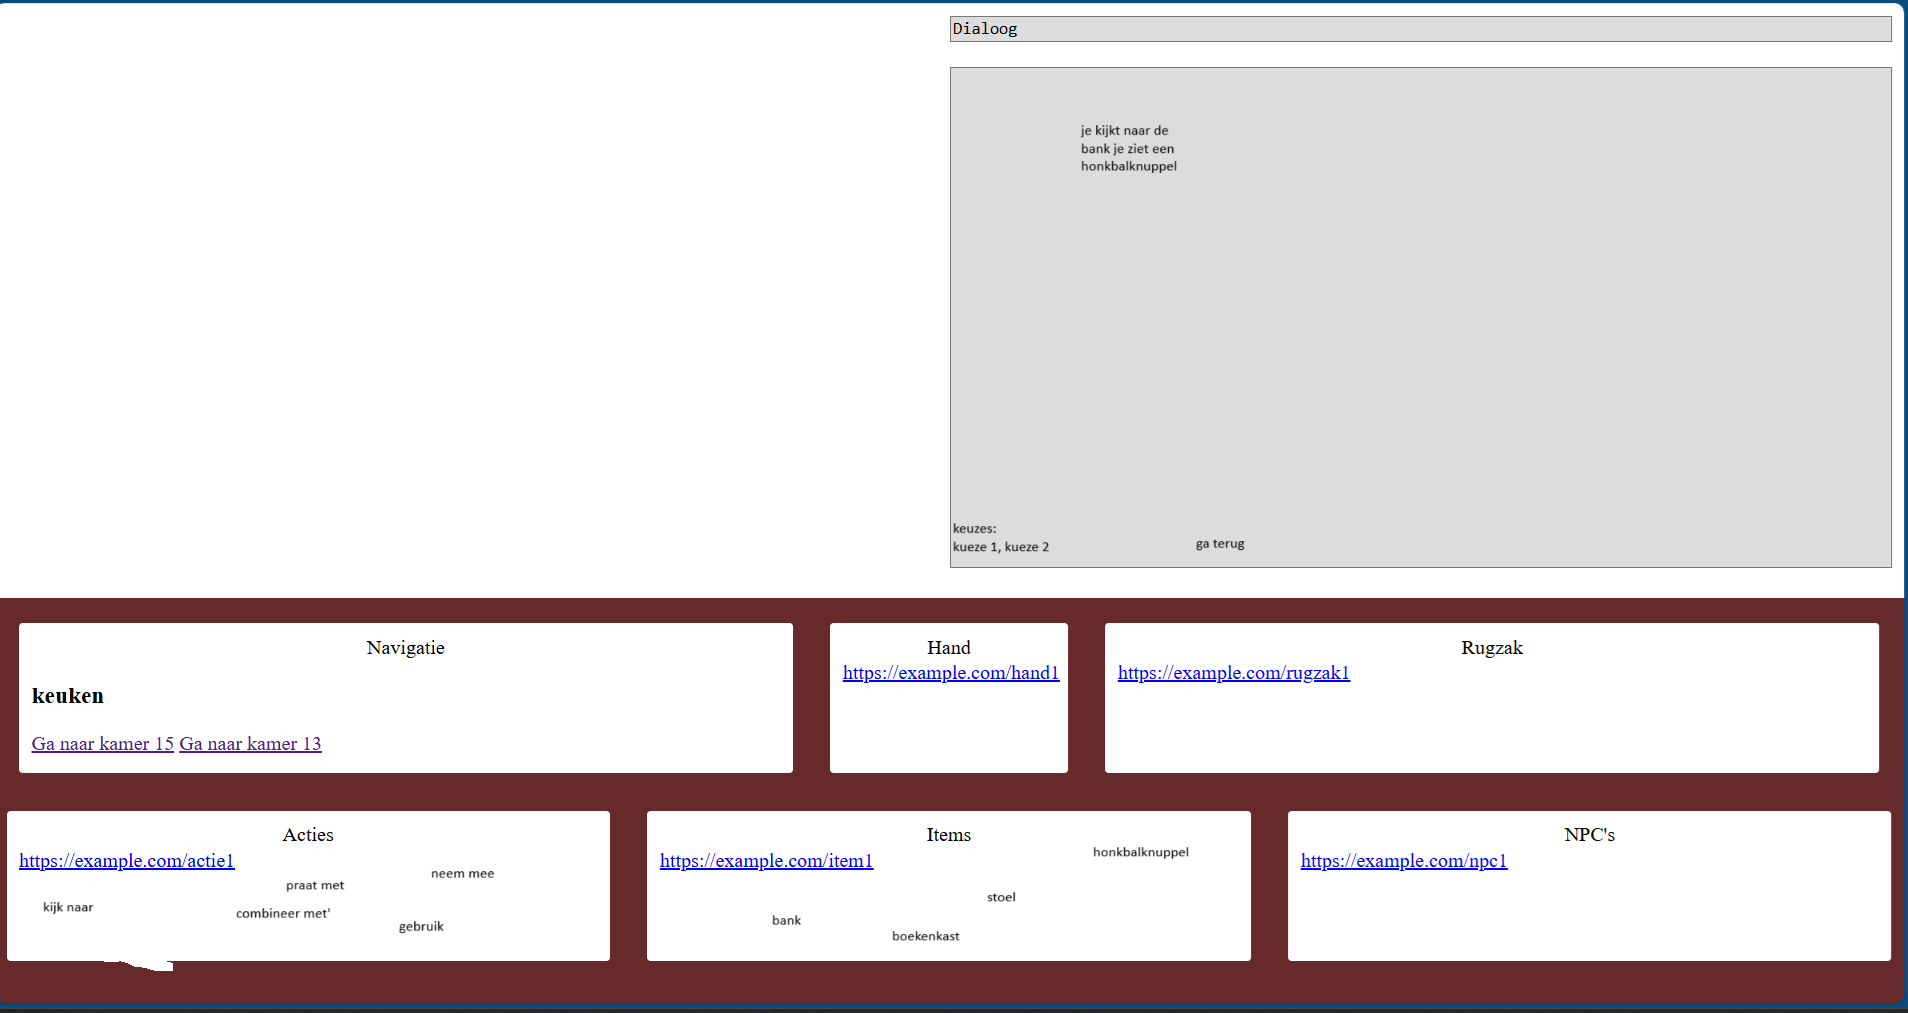 Dialoog
je kijkt naar de
bank je ziet een
honkbalknuppel
keuzes:
kueze 1, kueze 2
ga terug
Navigatie
keuken
Ga naar kamer 15 Ga naar kamer 13
Hand
https://example.com/hand1
Rugzak
https://example.com/rugzak1
Acties
https://example.com/actie1
neem mee
praat met
kijk naar
combineer met'
gebruik
Items
honkbalknuppel
https://example.com/item1
stoel
bank
boekenkast
NPC's
https://example.com/npc1